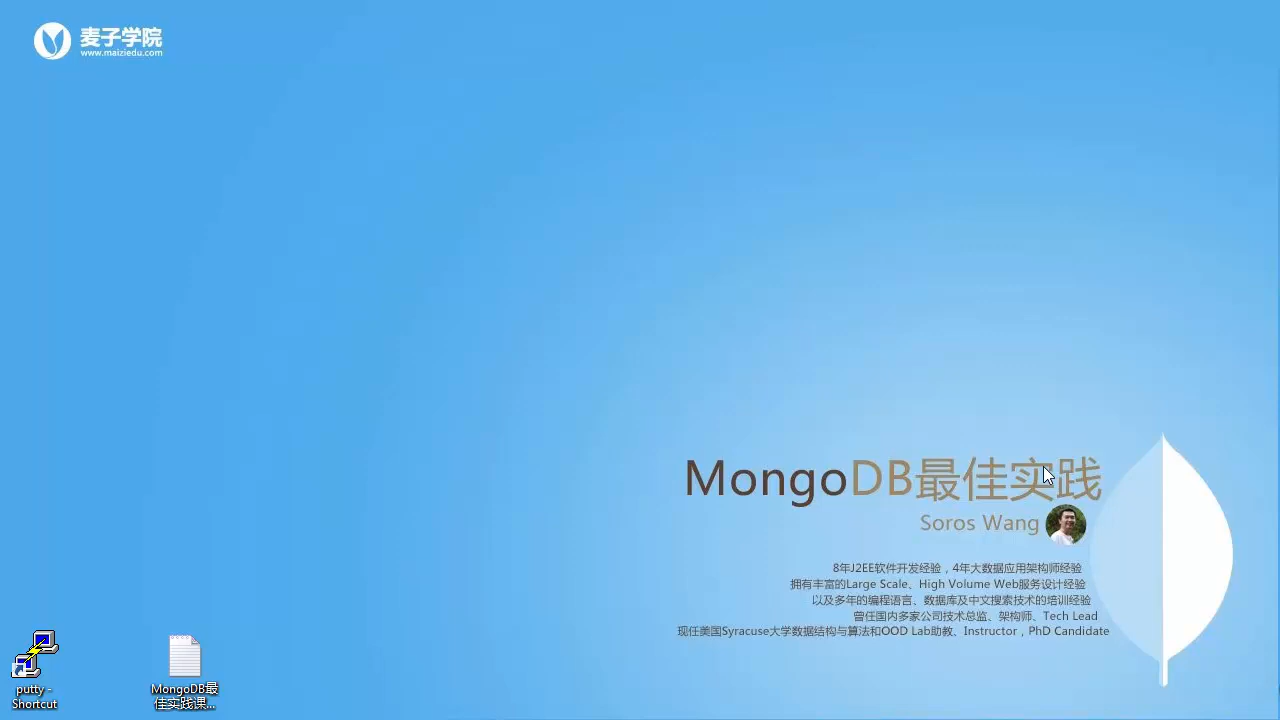 麦子学院
www.maiziedu.com
MongoDB最佳实践
Soros Wang
8年J2EE软件开发经验，4年大数据应用架构师经验
拥有丰富的Large Scale、High Volume Web服务设计经验
以及多年的编程语言、数据库及中文搜索技术的培训经验
曾任国内多家公司技术总监、架构师、Tech Lead
现任美国Syracuse大学数据结构与算法和OOD Lab助教、Instructor，PhD Candidate
putty -
Shortcut
MongoDB最
佳实践课...